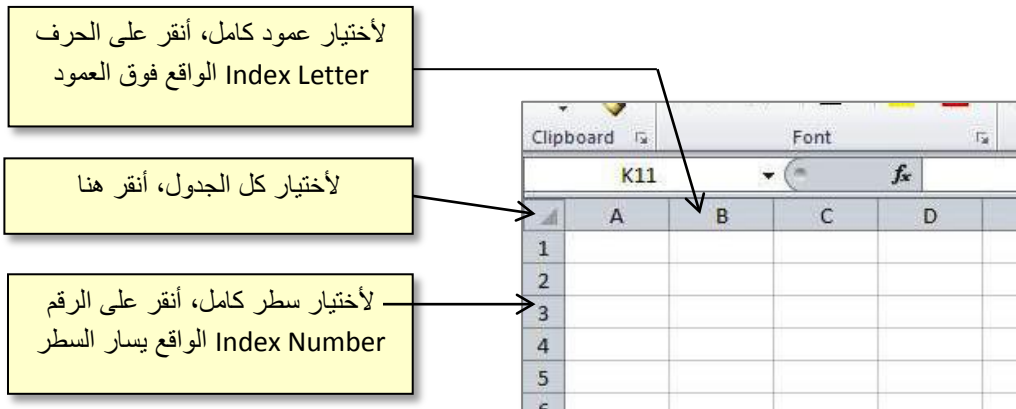 لأختيار عمود كامل، أنقر على الحرف
Index Letter الواقع فوق العمود
لأختيار كل الجدول، أنقر هنا
لأختيار سطر كامل، أنقر على الرقم
Index Number الواقع يسار السطر
Clipboard Font
K11 fx
A B C D
1
2
3
4
5
6